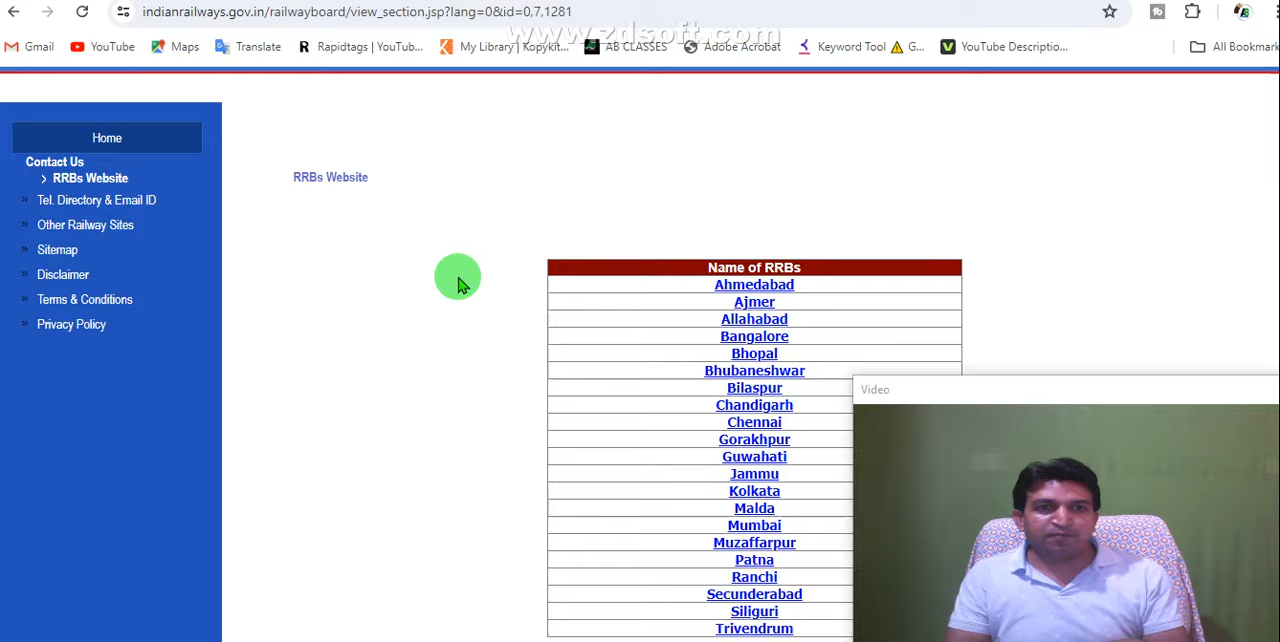 indianrailways.gov.in/railwayboard/view_section.jsp?lang=0&id=0,7,1281
www.zdsoft.com
Gmail YouTube Maps Translate Rapidtags | YouTub... My Library | Kopykit... AB CLASSES Adobe Acrobat Keyword Tool ⚠ G... YouTube Descriptio... All Bookmark
Home
Contact Us
RRBs Website
Tel. Directory & Email ID
Other Railway Sites
Sitemap
Disclaimer
Terms & Conditions
Privacy Policy
RRBs Website
Name of RRBs
Ahmedabad
Ajmer
Allahabad
Bangalore
Bhopal
Bhubaneshwar
Bilaspur
Chandigarh
Chennai
Gorakhpur
Guwahati
Jammu
Kolkata
Malda
Mumbai
Muzaffarpur
Patna
Ranchi
Secunderabad
Siliguri
Trivendrum
Video